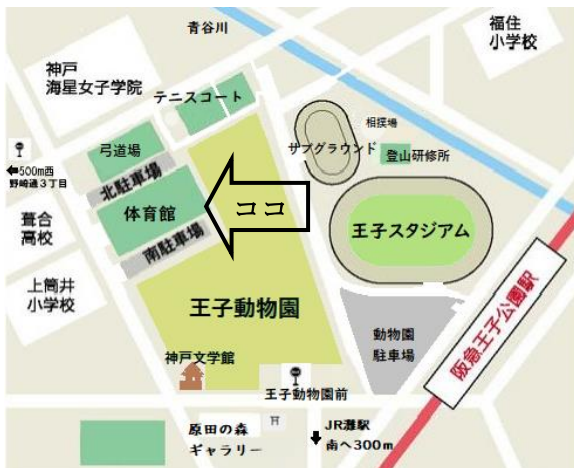 青谷川
福住
小学校
神戸
海星女子学院
テニスコート
相撲場
サブグラウンド
登山研修所
弓道場
←500m西
野崎通3丁目
北駐車場
体育館
ココ
葺合
高校
南駐車場
王子スタジアム
上筒井
小学校
王子動物園
動物園
駐車場
阪急王子公園駅
神戸文学館
王子動物園前
原田の森
ギャラリー
JR灘駅
南へ300m